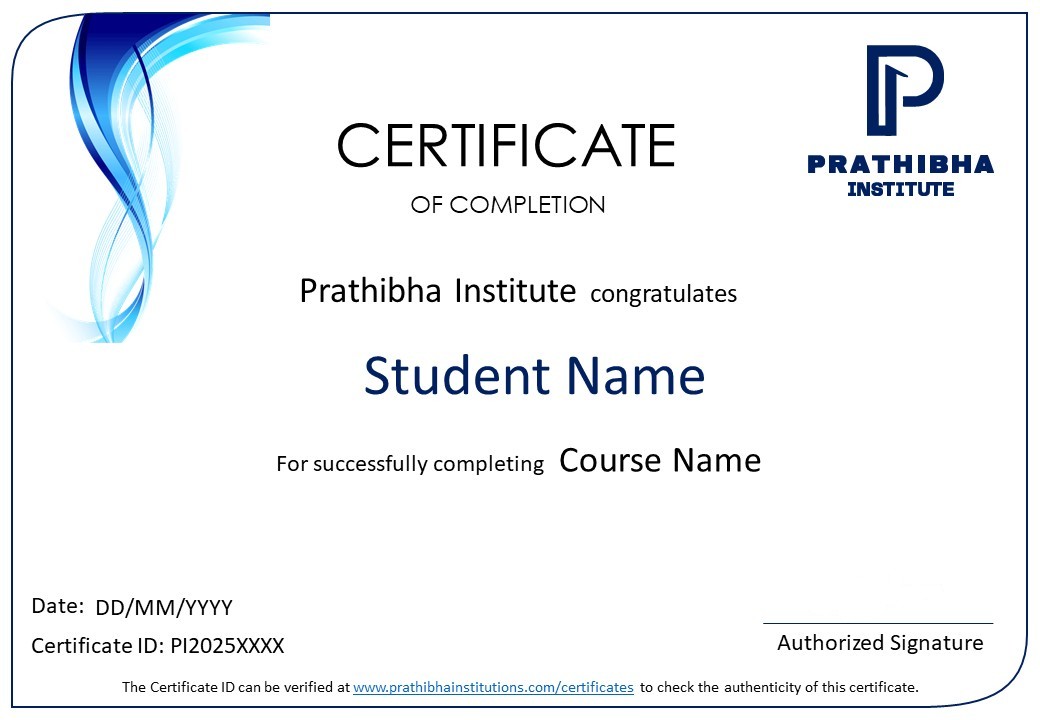 CERTIFICATE
OF COMPLETION
PRATHIBHA
INSTITUTE
Prathibha Institute congratulates
Student Name
For successfully completing Course Name
Date: DD/MM/YYYY
Certificate ID: PI2025XXXX
Authorized Signature
The Certificate ID can be verified at www.prathibhainstitutions.com/certificates to check the authenticity of this certificate.